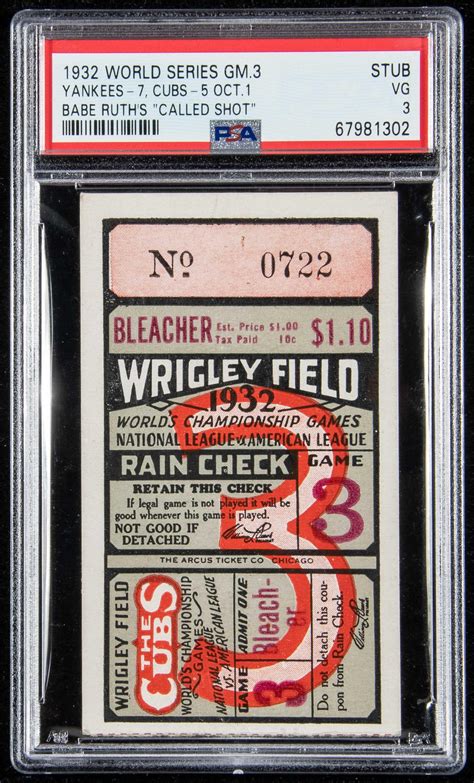 1932 WORLD SERIES GM.3 STUB
YANKEES-7, CUBS-5 OCT.1 VG
BABE RUTH'S "CALLED SHOT" 3
PSA 67981302
No 0722
BLEACHER Est. Price $1.00 Tax Paid 10c $1.10
WRIGLEY FIELD
1932
WORLD'S CHAMPIONSHIP GAMES
NATIONAL LEAGUE vs AMERICAN LEAGUE
RAIN CHECK
GAME
3
RETAIN THIS CHECK
If legal game is not played it will be
good whenever this game is played.
NOT GOOD IF
DETACHED
THE ARCUS TICKET CO CHICAGO
3
WRIGLEY FIELD
THE
CUBS
WORLD'S CHAMPIONSHIP
GAMES
NATIONAL LEAGUE
VS. AMERICAN LEAGUE
GAME
3
ADMIT ONE
Bleach-
er
Do not detach this cou-
pon from Rain Check.